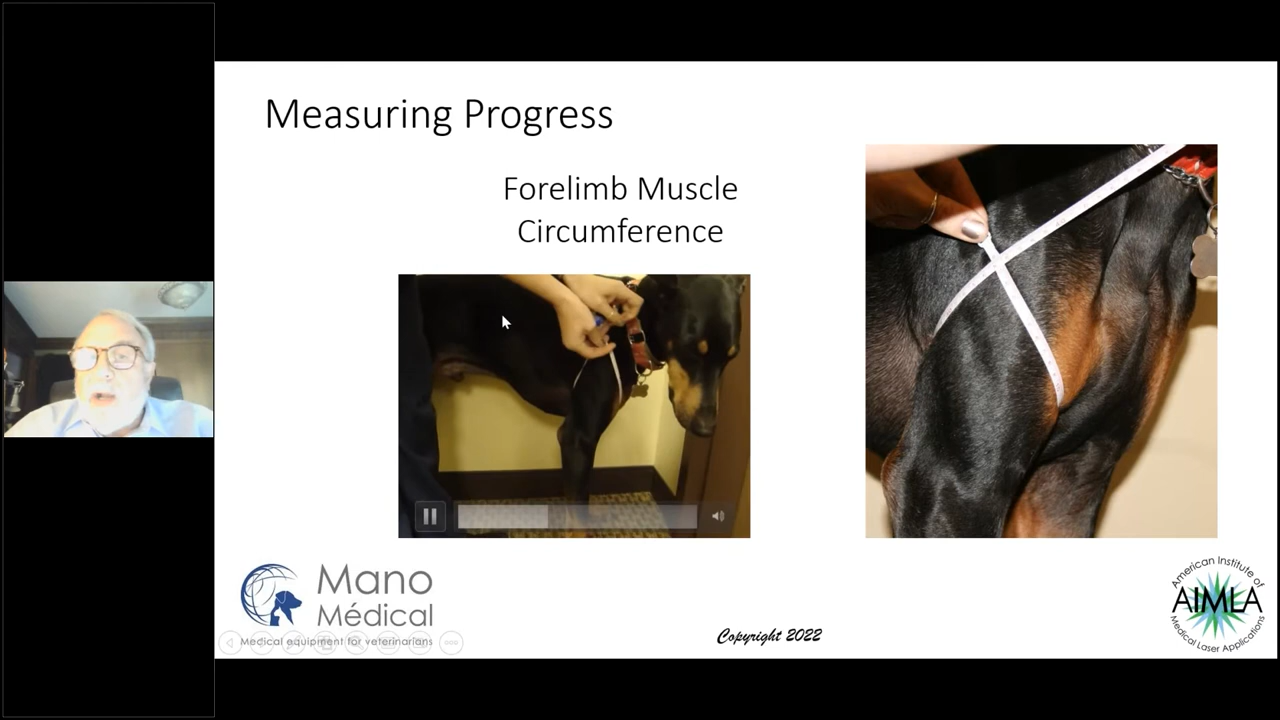 Measuring Progress
Forelimb Muscle
Circumference
Mano
Médical
Medical equipment for veterinarians
Copyright 2022
American Institute of
AIMLA
Medical Laser Applications